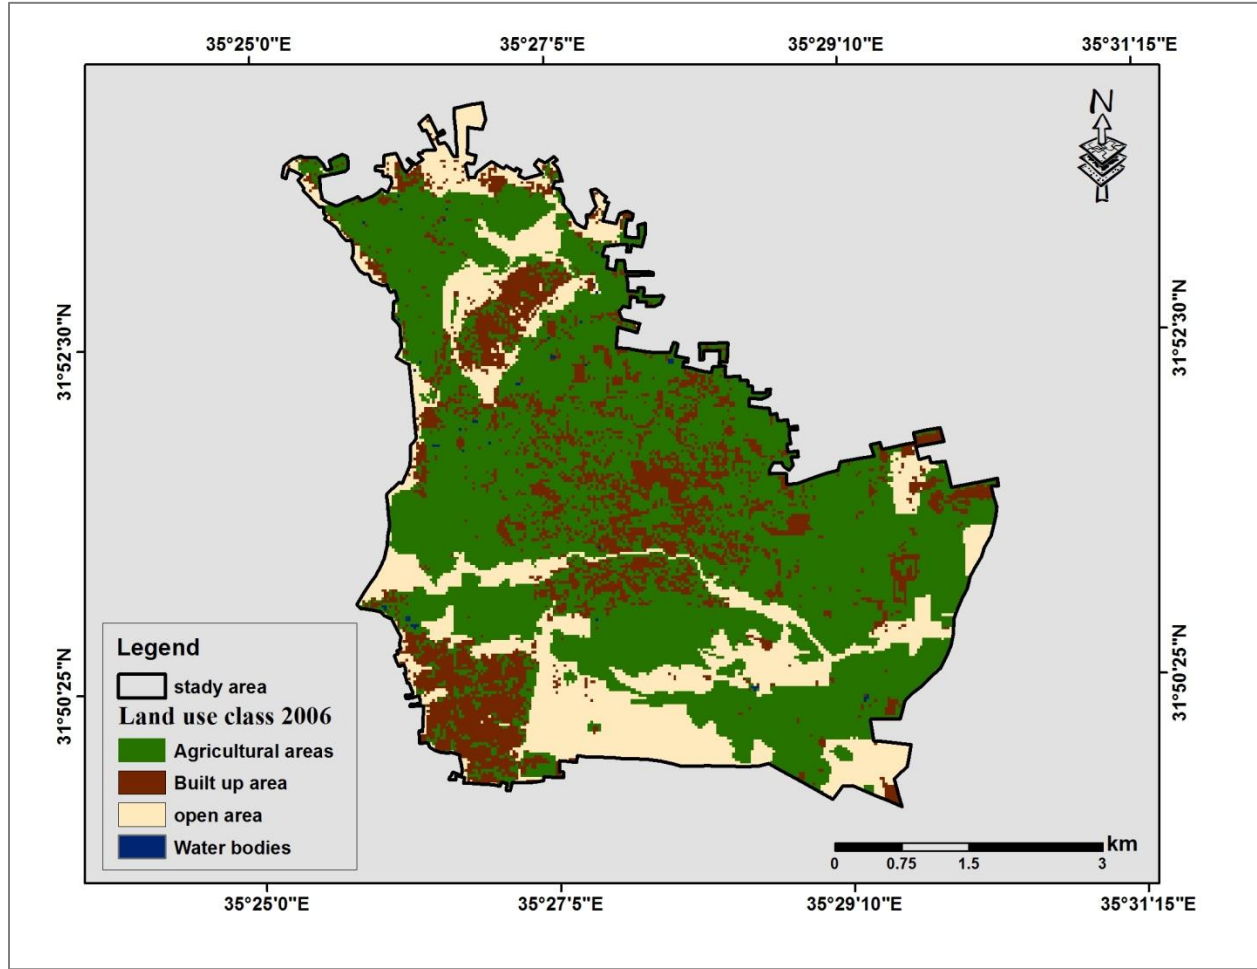 35°25'0"E 35°27'5"E 35°29'10"E 35°31'15"E
N
31°52'30"N
31°52'30"N
31°50'25"N
31°50'25"N
Legend
stady area
Land use class 2006
Agricultural areas
Built up area
open area
Water bodies
km
0 0.75 1.5 3
35°25'0"E 35°27'5"E 35°29'10"E 35°31'15"E